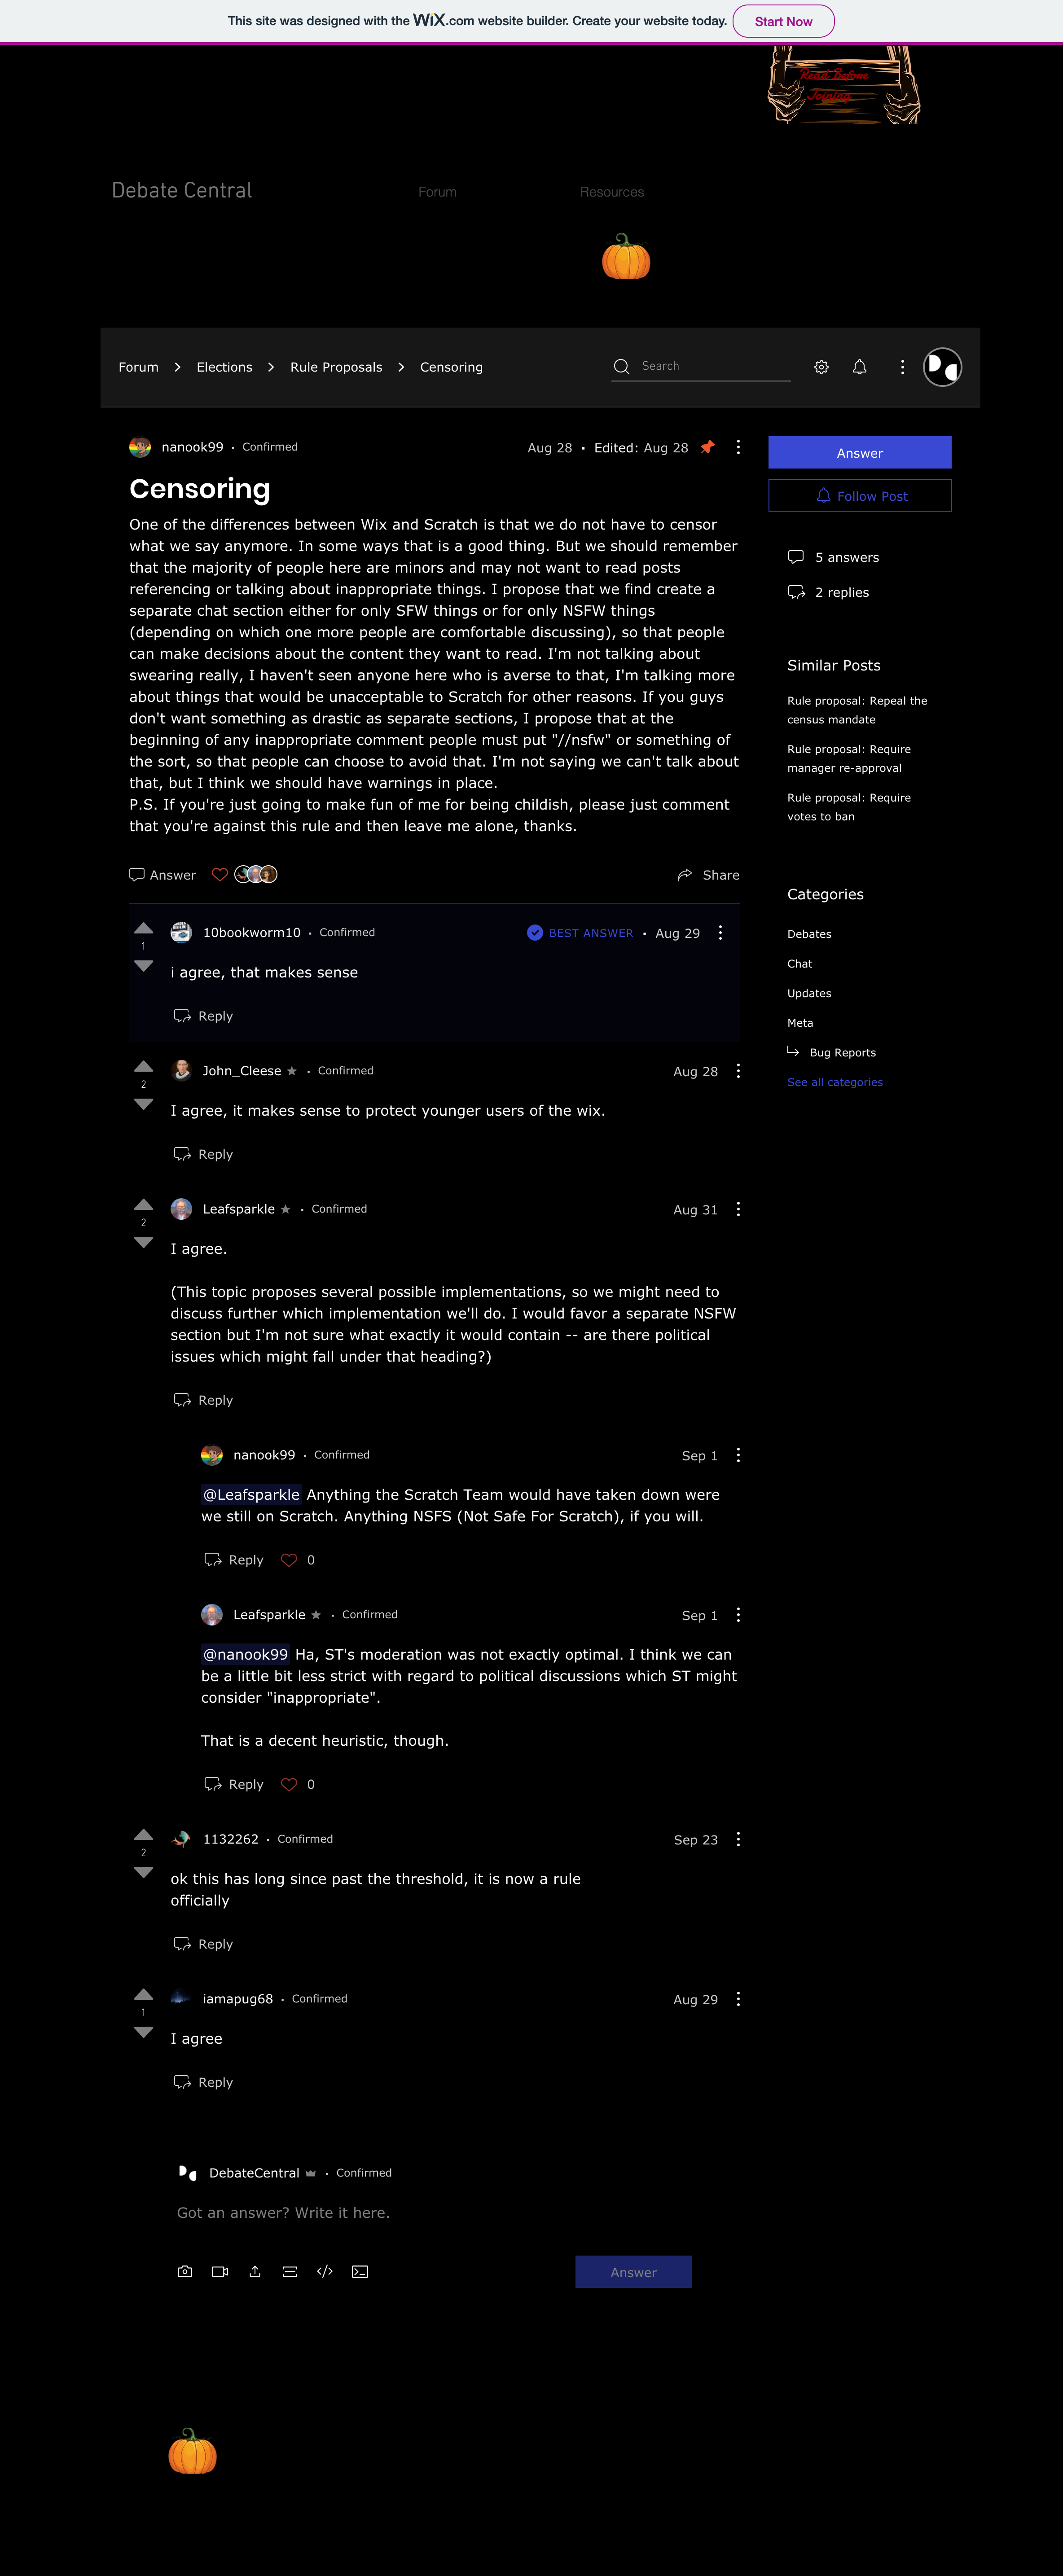 This site was designed with the WiX.com website builder. Create your website today. Start Now
Read Before
Joining
Debate Central
Forum
Resources
Forum > Elections > Rule Proposals > Censoring
Search
nanook99 · Confirmed
Aug 28 · Edited: Aug 28
Censoring
One of the differences between Wix and Scratch is that we do not have to censor
what we say anymore. In some ways that is a good thing. But we should remember
that the majority of people here are minors and may not want to read posts
referencing or talking about inappropriate things. I propose that we find create a
separate chat section either for only SFW things or for only NSFW things
(depending on which one more people are comfortable discussing), so that people
can make decisions about the content they want to read. I'm not talking about
swearing really, I haven't seen anyone here who is averse to that, I'm talking more
about things that would be unacceptable to Scratch for other reasons. If you guys
don't want something as drastic as separate sections, I propose that at the
beginning of any inappropriate comment people must put "//nsfw" or something of
the sort, so that people can choose to avoid that. I'm not saying we can't talk about
that, but I think we should have warnings in place.
P.S. If you're just going to make fun of me for being childish, please just comment
that you're against this rule and then leave me alone, thanks.
Answer
Share
1
10bookworm10 · Confirmed
BEST ANSWER · Aug 29
i agree, that makes sense
Reply
2
John_Cleese · Confirmed
Aug 28
I agree, it makes sense to protect younger users of the wix.
Reply
2
Leafsparkle · Confirmed
Aug 31
I agree.
(This topic proposes several possible implementations, so we might need to
discuss further which implementation we'll do. I would favor a separate NSFW
section but I'm not sure what exactly it would contain -- are there political
issues which might fall under that heading?)
Reply
nanook99 · Confirmed
Sep 1
@Leafsparkle Anything the Scratch Team would have taken down were
we still on Scratch. Anything NSFS (Not Safe For Scratch), if you will.
Reply
0
Leafsparkle · Confirmed
Sep 1
@nanook99 Ha, ST's moderation was not exactly optimal. I think we can
be a little bit less strict with regard to political discussions which ST might
consider "inappropriate".
That is a decent heuristic, though.
Reply
0
2
1132262 · Confirmed
Sep 23
ok this has long since past the threshold, it is now a rule
officially
Reply
1
iamapug68 · Confirmed
Aug 29
I agree
Reply
DebateCentral · Confirmed
Got an answer? Write it here.
Answer
Answer
Follow Post
5 answers
2 replies
Similar Posts
Rule proposal: Repeal the
census mandate
Rule proposal: Require
manager re-approval
Rule proposal: Require
votes to ban
Categories
Debates
Chat
Updates
Meta
Bug Reports
See all categories